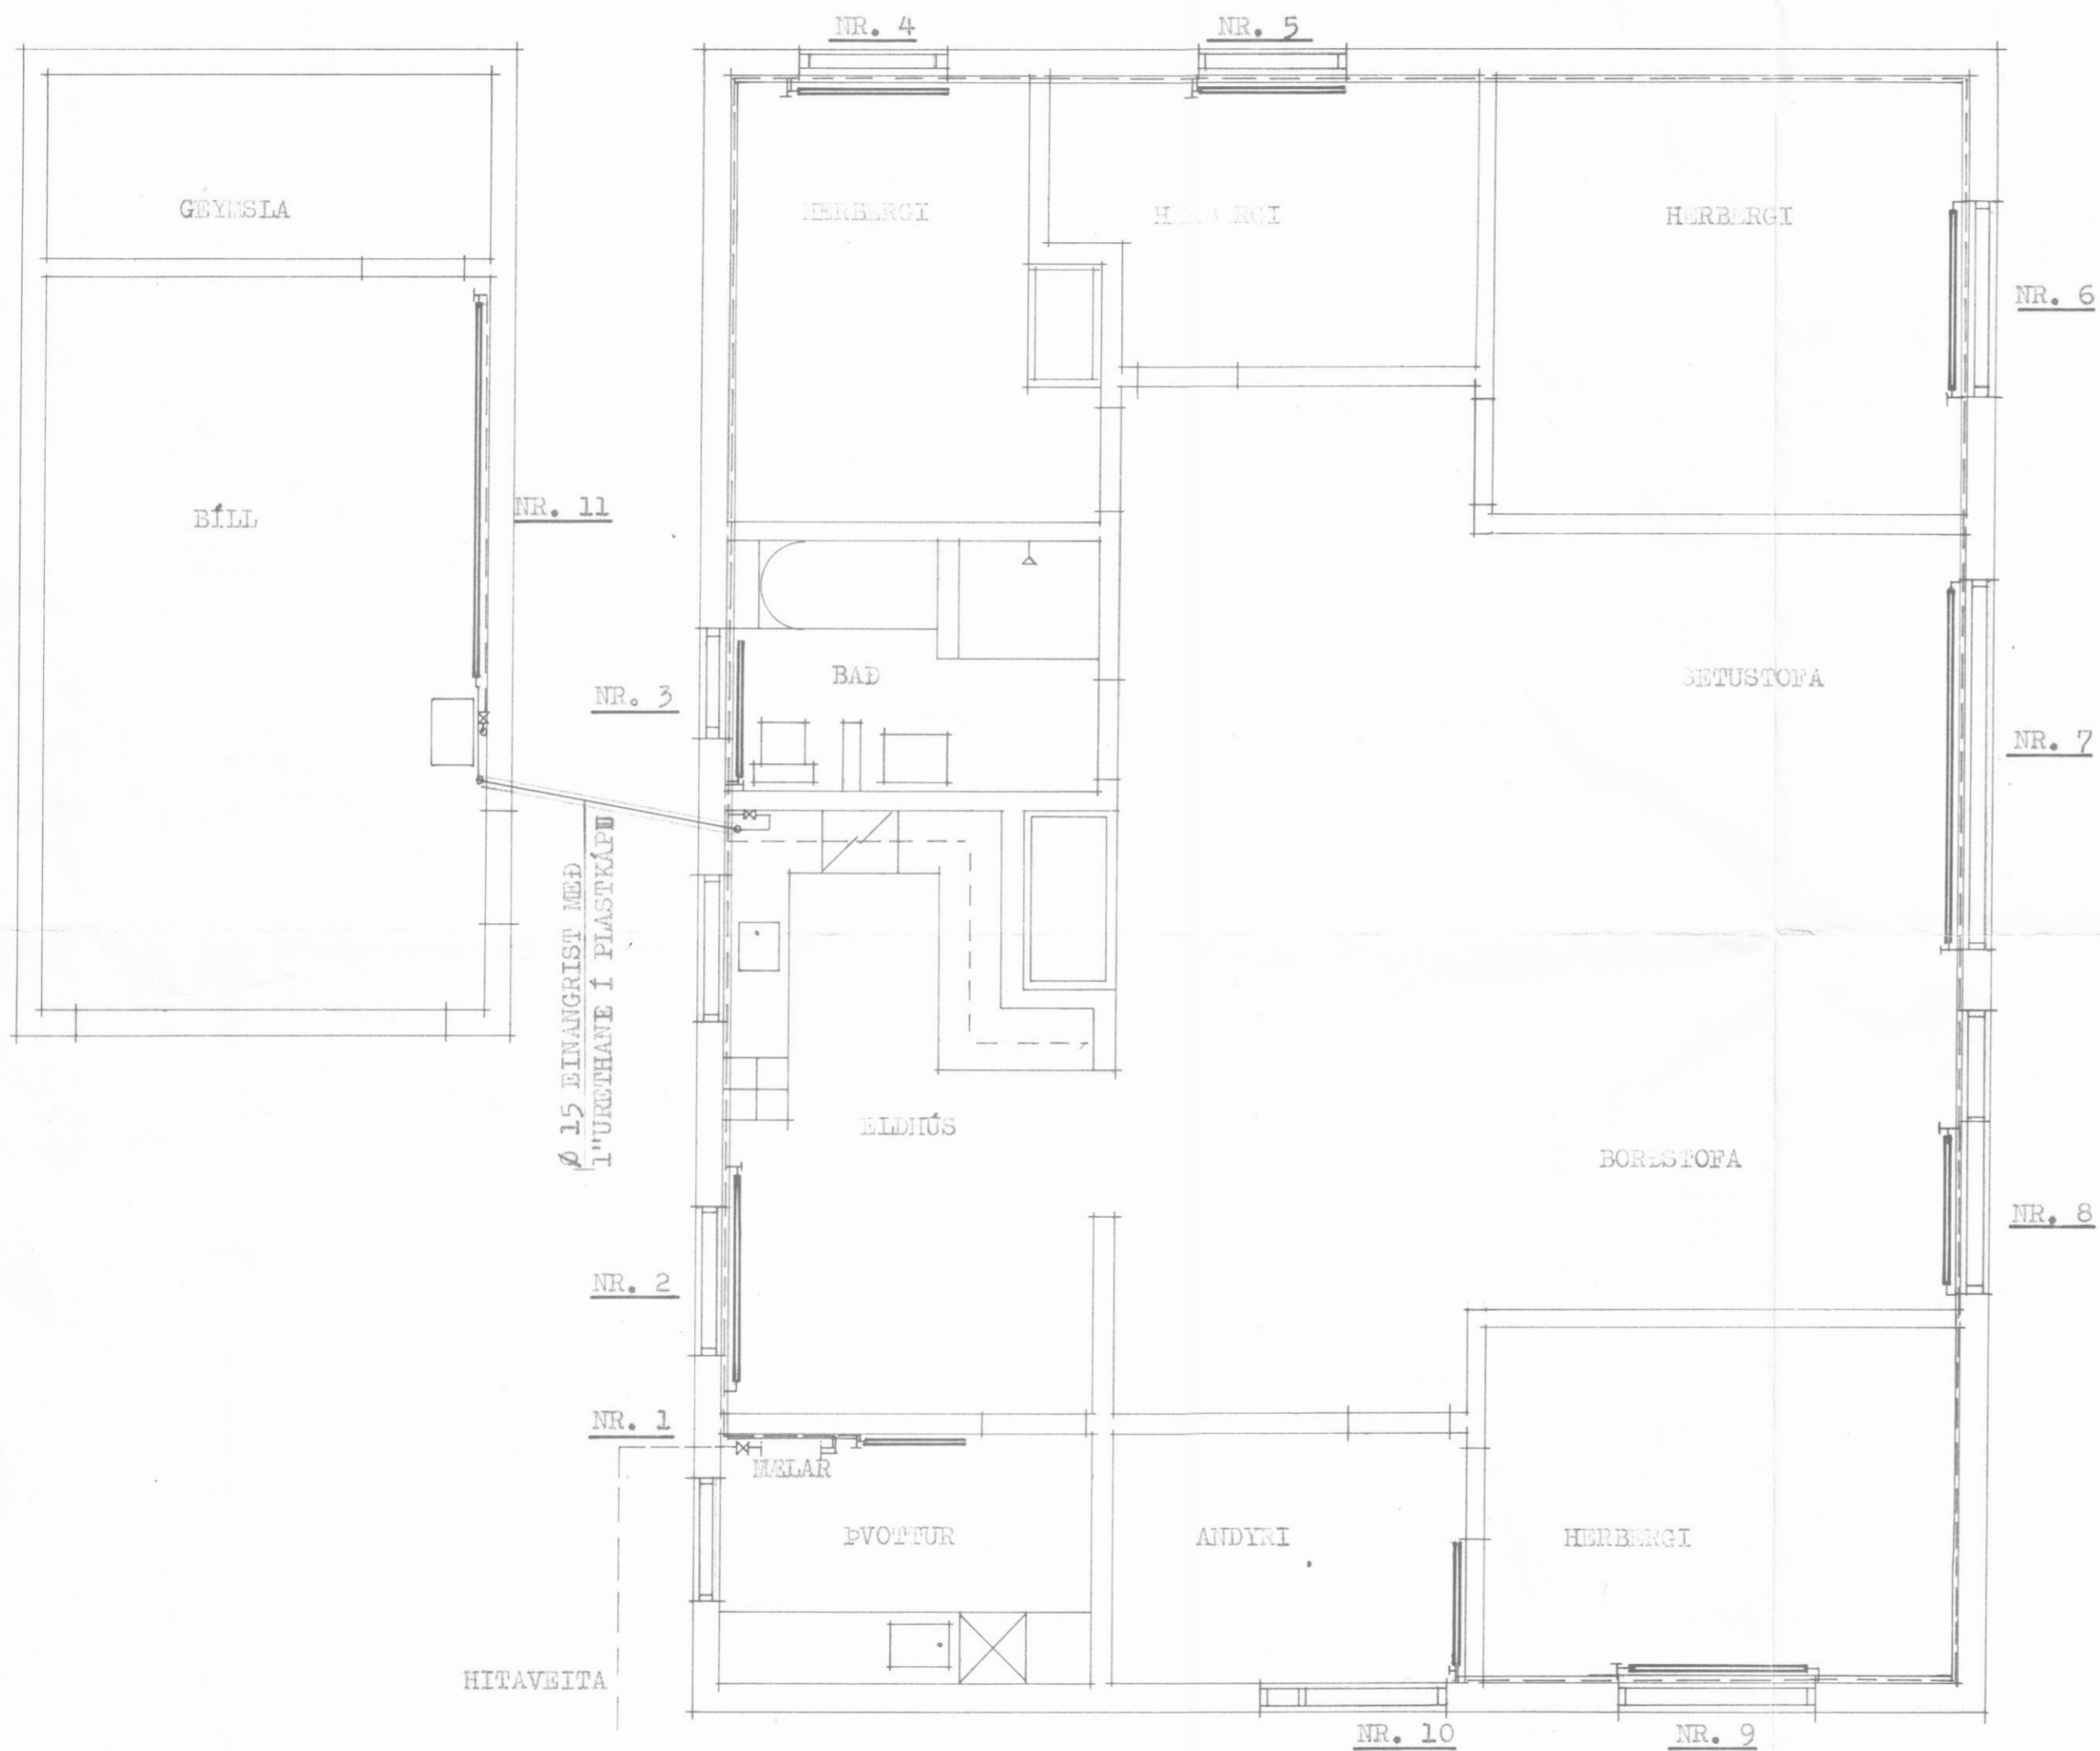 NR. 4
NR. 5
GEYMSLA
HERBERGI
HERBERGI
HERBERGI
NR. 6
BÍLL
NR. 11
BAÐ
NR. 3
SETUSTOFA
NR. 7
Ø 15 EINANGRIST MEÐ
1"URETHANE Í PLASTKÁPU
ELDHÚS
BORÐSTOFA
NR. 8
NR. 2
NR. 1
MÆLAR
ÞVOTTUR
ANDYRI
HERBERGI
HITAVEITA
NR. 10
NR. 9